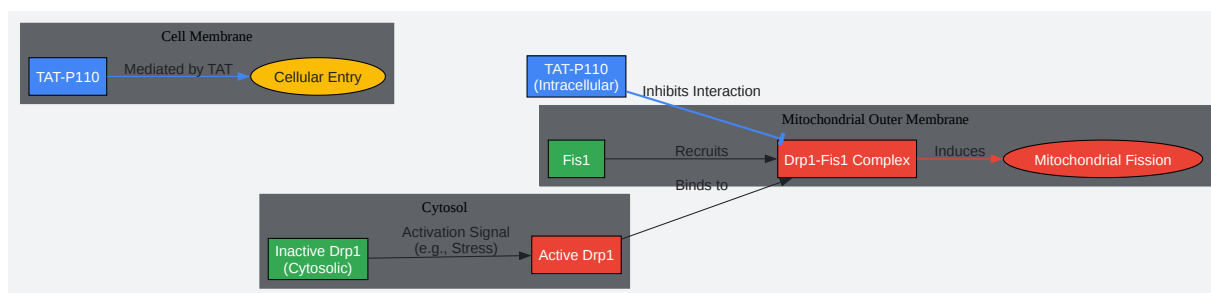 Cell Membrane
TAT-P110
Mediated by TAT
Cellular Entry
TAT-P110
(Intracellular)
Inhibits Interaction
Mitochondrial Outer Membrane
Fis1
Recruits
Drp1-Fis1 Complex
Induces
Mitochondrial Fission
Binds to
Cytosol
Inactive Drp1
(Cytosolic)
Activation Signal
(e.g., Stress)
Active Drp1